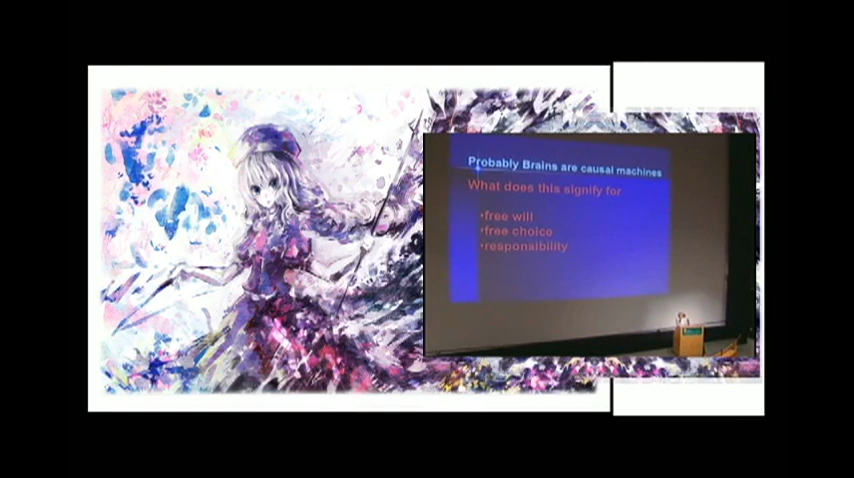 Probably Brains are causal machines
What does this signify for
•free will
•free choice
•responsibility